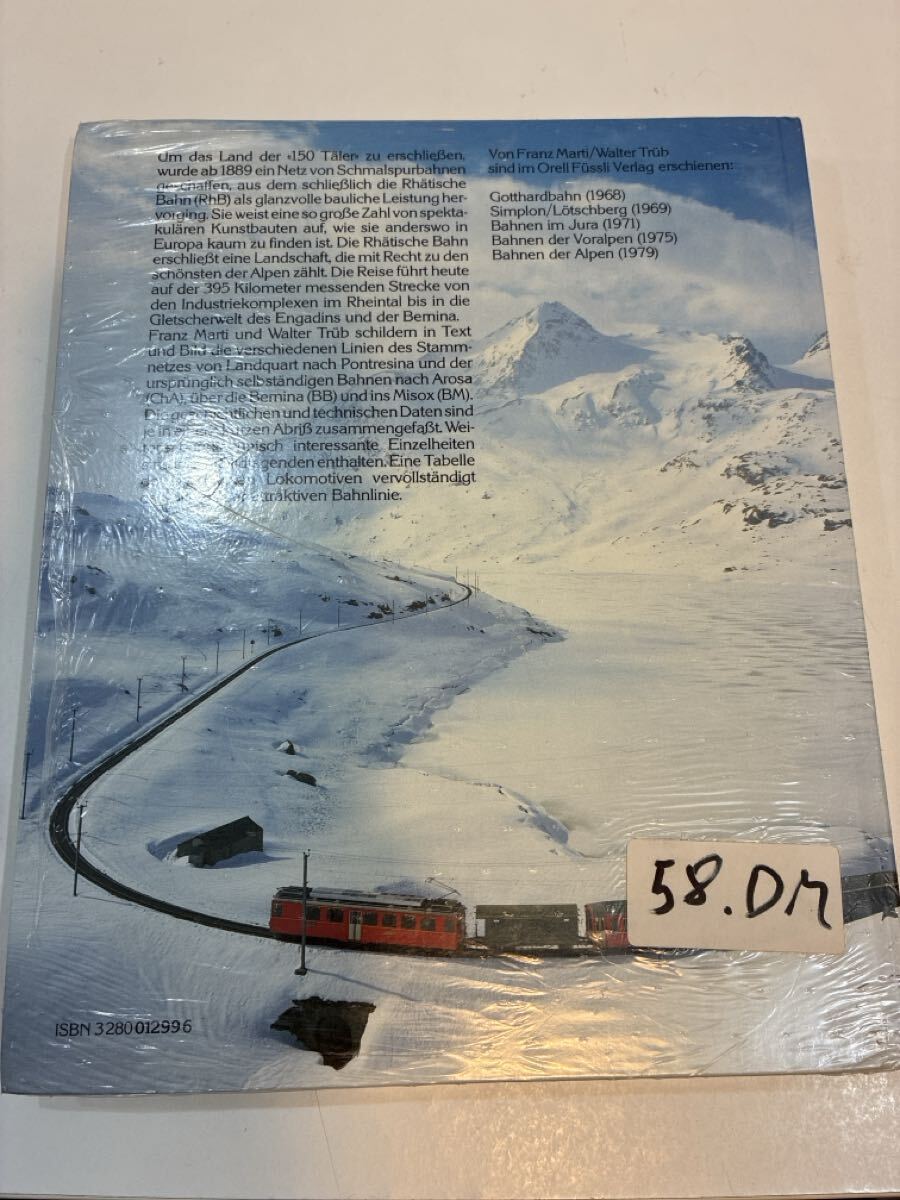 Um das Land der «150 Täler» zu erschließen,
wurde ab 1889 ein Netz von Schmalspurbahnen
geschaffen, aus dem schließlich die Rhätische
Bahn (RhB) als glanzvolle bauliche Leistung her-
vorging. Sie weist eine so große Zahl von spekta-
kulären Kunstbauten auf, wie sie anderswo in
Europa kaum zu finden ist. Die Rhätische Bahn
erschließt eine Landschaft, die mit Recht zu den
schönsten der Alpen zählt. Die Reise führt heute
auf der 395 Kilometer messenden Strecke von
den Industriekomplexen im Rheintal bis in die
Gletscherwelt des Engadins und der Bernina.
Franz Marti und Walter Trüb schildern in Text
und Bild die verschiedenen Linien des Stamm-
netzes von Landquart nach Pontresina und der
ursprünglich selbständigen Bahnen nach Arosa
(ChA), über die Bernina (BB) und ins Misox (BM).
Die geschichtlichen und technischen Daten sind
je in einem kurzen Abriß zusammengefaßt. Wei-
interessante Einzelheiten
enthalten. Eine Tabelle
Lokomotiven vervollständigt
attraktiven Bahnlinie.
Von Franz Marti/Walter Trüb
sind im Orell Füssli Verlag erschienen:
Gotthardbahn (1968)
Simplon/Lötschberg (1969)
Bahnen im Jura (1971)
Bahnen der Voralpen (1975)
Bahnen der Alpen (1979)
58.DM
ISBN 3 280 01299 6